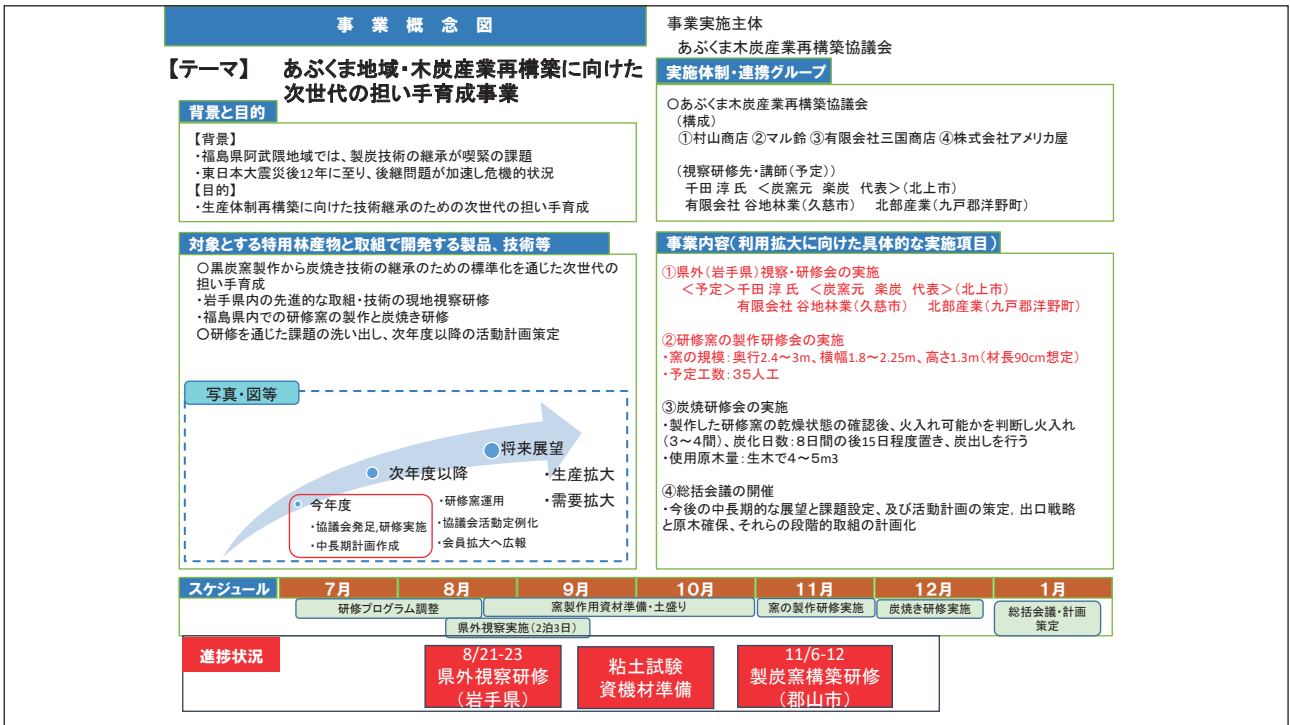 事 業 概 念 図
事業実施主体
あぶくま木炭産業再構築協議会
【テーマ】 あぶくま地域・木炭産業再構築に向けた
次世代の担い手育成事業
背景と目的
【背景】
・福島県阿武隈地域では、製炭技術の継承が喫緊の課題
・東日本大震災後12年に至り、後継問題が加速し危機的状況
【目的】
・生産体制再構築に向けた技術継承のための次世代の担い手育成
実施体制・連携グループ
○あぶくま木炭産業再構築協議会
(構成)
①村山商店 ②マル鈴 ③有限会社三国商店 ④株式会社アメリカ屋
(視察研修先・講師(予定))
千田 淳 氏 <炭窯元 楽炭 代表>(北上市)
有限会社 谷地林業(久慈市) 北部産業(九戸郡洋野町)
対象とする特用林産物と取組で開発する製品、技術等
○黒炭窯製作から炭焼き技術の継承のための標準化を通じた次世代の
担い手育成
・岩手県内の先進的な取組・技術の現地視察研修
・福島県内での研修窯の製作と炭焼き研修
○研修を通じた課題の洗い出し、次年度以降の活動計画策定
写真・図等
将来展望
・生産拡大
・需要拡大
次年度以降
・研修窯運用
・協議会活動定例化
・会員拡大へ広報
今年度
・協議会発足,研修実施
・中長期計画作成
事業内容(利用拡大に向けた具体的な実施項目)
①県外(岩手県)視察・研修会の実施
<予定>千田 淳 氏 <炭窯元 楽炭 代表>(北上市)
有限会社 谷地林業(久慈市) 北部産業(九戸郡洋野町)
②研修窯の製作研修会の実施
・窯の規模:奥行2.4~3m、横幅1.8~2.25m、高さ1.3m(材長90cm想定)
・予定工数:35人工
③炭焼研修会の実施
・製作した研修窯の乾燥状態の確認後、火入れ可能かを判断し火入れ
(3~4間)、炭化日数:8日間の後15日程度置き、炭出しを行う
・使用原木量:生木で4~5m3
④総括会議の開催
・今後の中長期的な展望と課題設定、及び活動計画の策定, 出口戦略
と原木確保、それらの段階的取組の計画化
スケジュール 7月 8月 9月 10月 11月 12月 1月
研修プログラム調整
窯製作用資材準備・土盛り
窯の製作研修実施
炭焼き研修実施
総括会議・計画
策定
県外視察実施(2泊3日)
進捗状況
8/21-23
県外視察研修
(岩手県)
粘土試験
資機材準備
11/6-12
製炭窯構築研修
(郡山市)